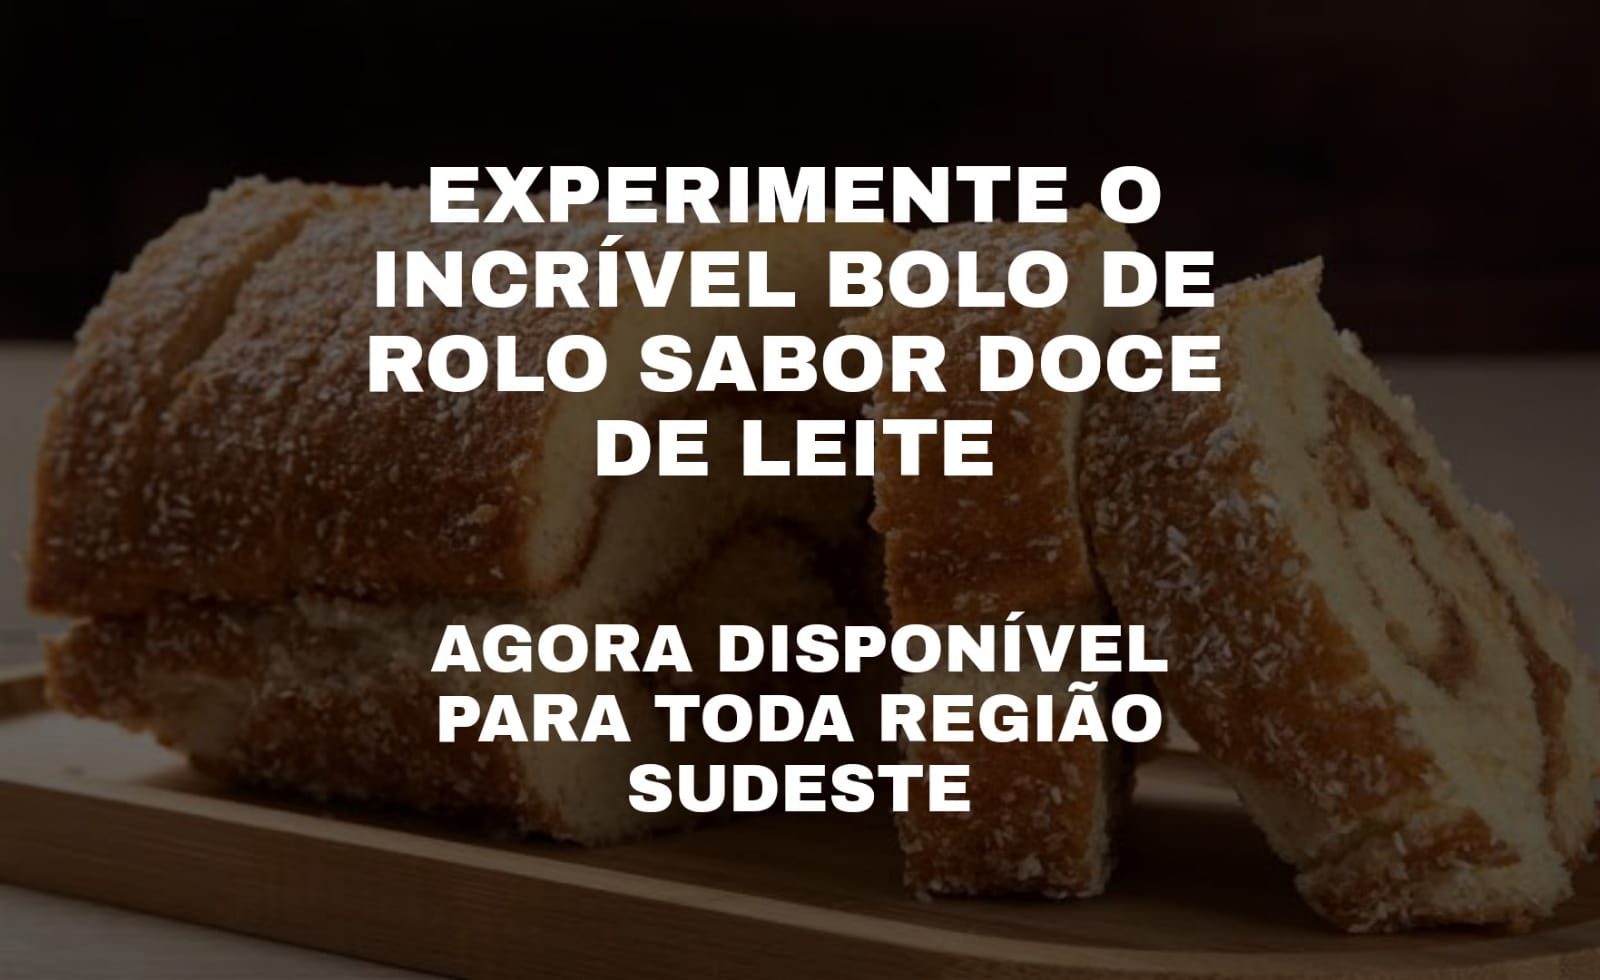 EXPERIMENTE O
INCRÍVEL BOLO DE
ROLO SABOR DOCE
DE LEITE
AGORA DISPONÍVEL
PARA TODA REGIÃO
SUDESTE